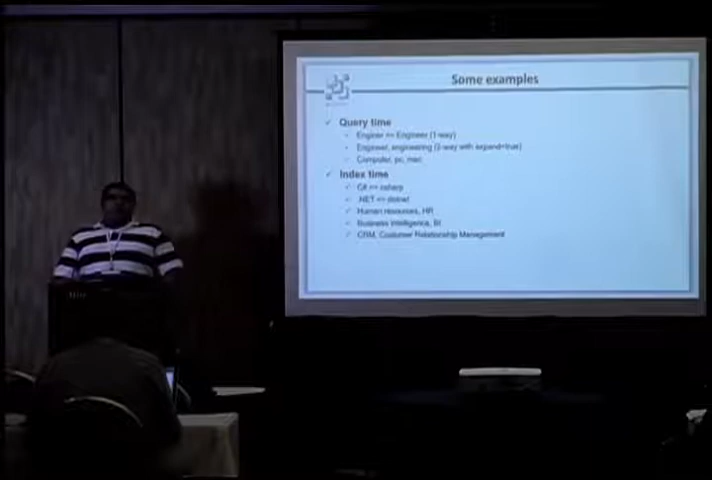 Some examples
Query time
Enginer => Engineer (1-way)
Engineer, engineering (2-way with expand=true)
Computer, pc, mac
Index time
C# => csharp
.NET => dotnet
Human resources, HR
Business intelligence, BI
CRM, Customer Relationship Management